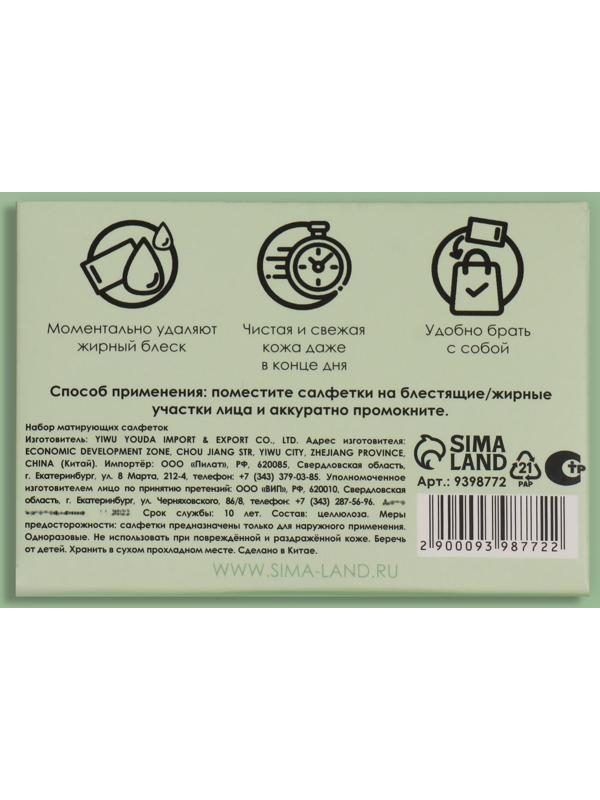 Моментально удаляют
жирный блеск
Чистая и свежая
кожа даже
в конце дня
Удобно брать
с собой
Способ применения: поместите салфетки на блестящие/жирные
участки лица и аккуратно промокните.
Набор матирующих салфеток
Изготовитель: YIWU YOUDA IMPORT & EXPORT CO., LTD. Адрес изготовителя:
ECONOMIC DEVELOPMENT ZONE, CHOU JIANG STR, YIWU CITY, ZHEJIANG PROVINCE,
CHINA (Китай). Импортёр: ООО «Пилат», РФ, 620085, Свердловская область,
г. Екатеринбург, ул. 8 Марта, 212-4, телефон: +7 (343) 379-03-85. Уполномоченное
изготовителем лицо по принятию претензий: ООО «ВИП», РФ, 620010, Свердловская
область, г. Екатеринбург, ул. Черняховского, 86/8, телефон: +7 (343) 287-56-96.
Срок службы: 10 лет. Состав: целлюлоза. Меры
предосторожности: салфетки предназначены только для наружного применения.
Одноразовые. Не использовать при повреждённой и раздражённой коже. Беречь
от детей. Хранить в сухом прохладном месте. Сделано в Китае.
SIMA
LAND
21
PAP
Арт.: 9398772
2 900093 987722
WWW.SIMA-LAND.RU